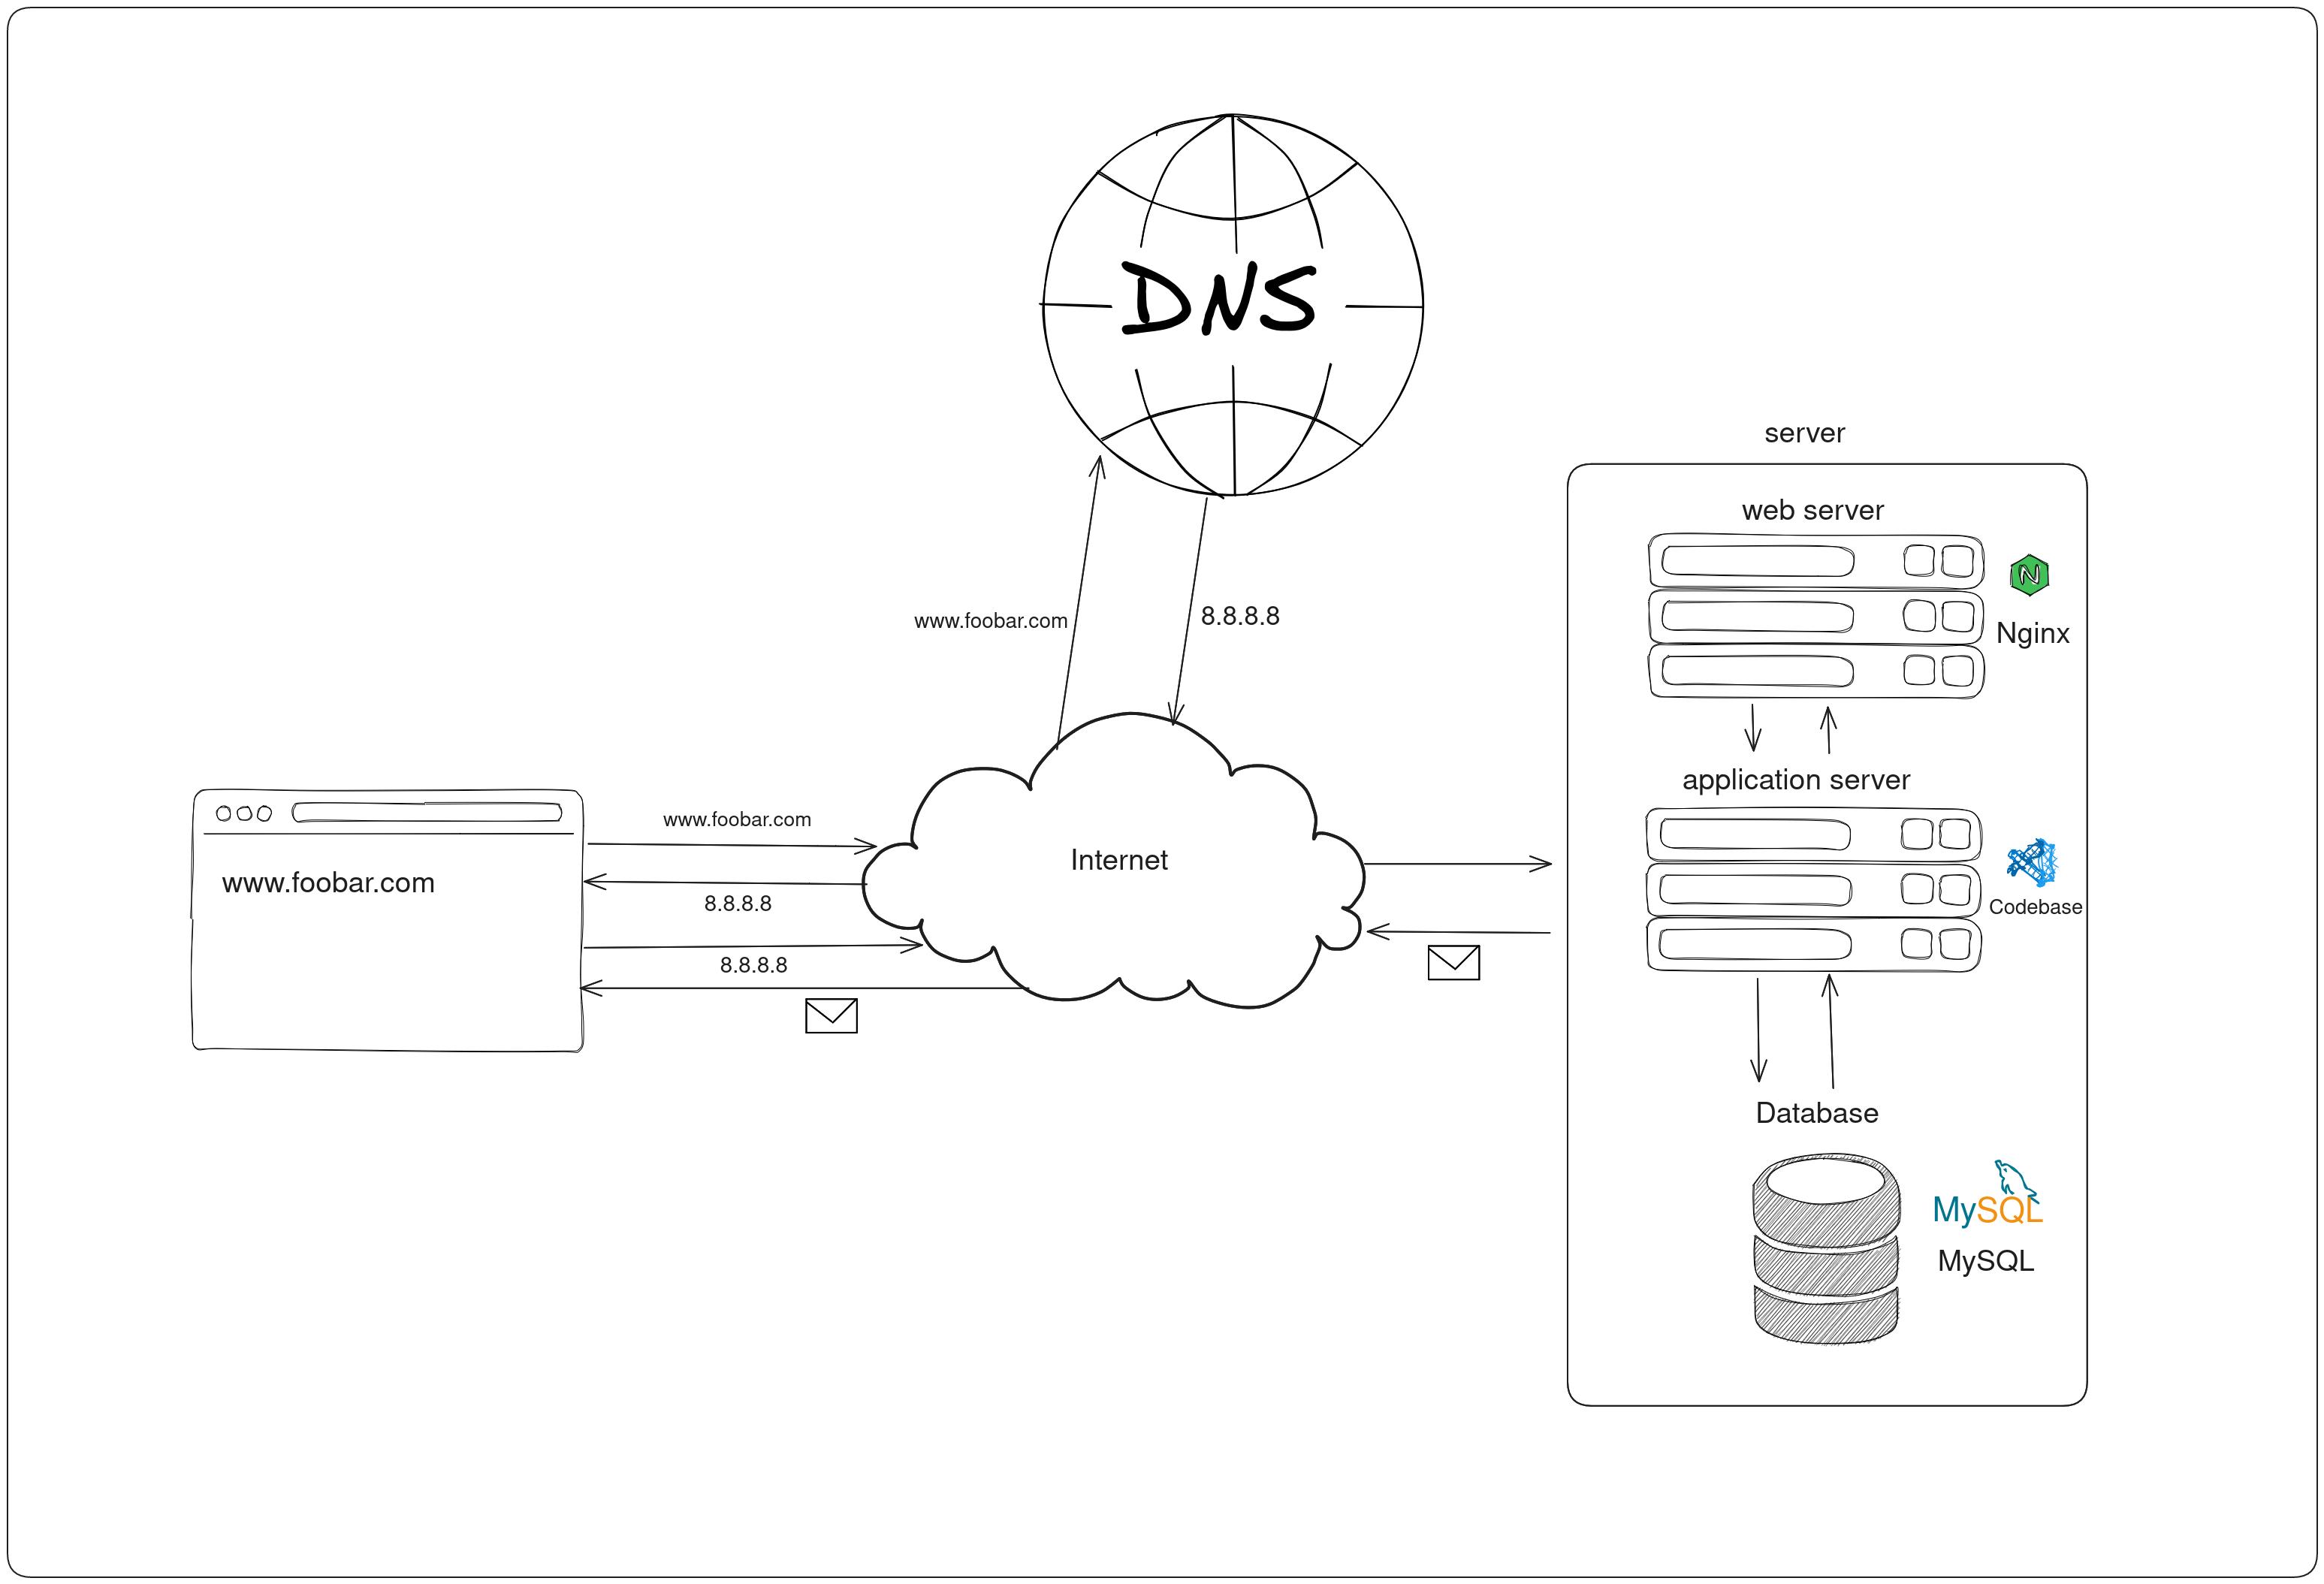 DNS
server
web server
Nginx
www.foobar.com
8.8.8.8
application server
Codebase
www.foobar.com
Internet
www.foobar.com
8.8.8.8
8.8.8.8
Database
MySQL
MySQL